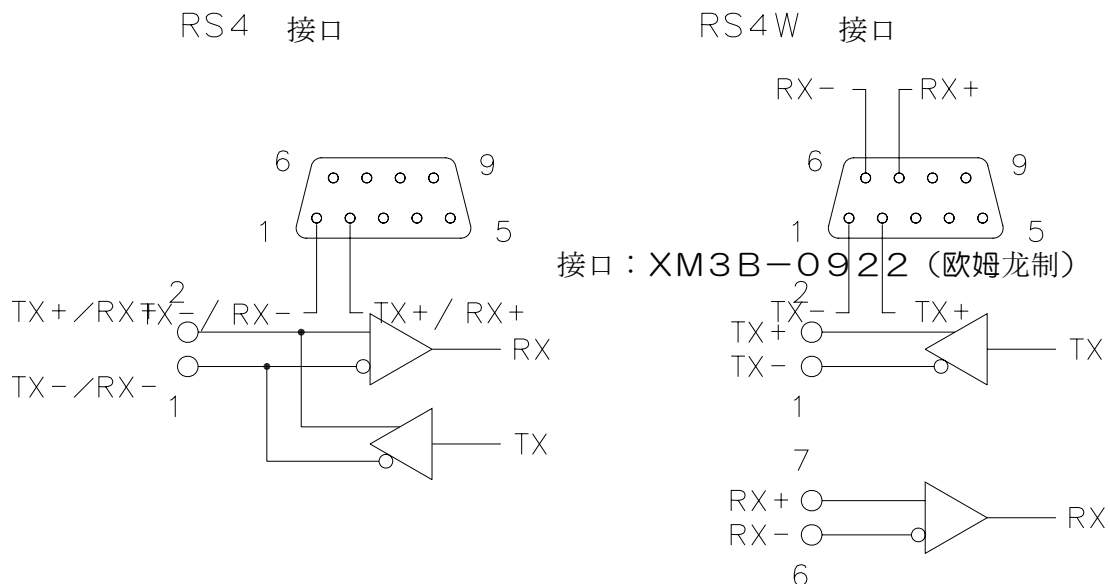 RS4 接口
RS4W 接口
RX- RX+
6 9
1 5
6 9
1 5
接口：XM3B-0922（欧姆龙制）
TX-/RX- TX+/RX+
TX- TX+
2
TX+/RX+
RX
TX-/RX-
1
TX
2
TX+
TX
TX-
1
7
RX+
RX
RX-
6